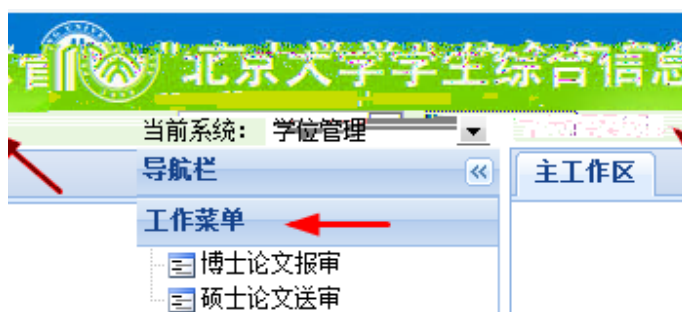 北京大学学生综合信息
当前系统： 学位管理
导航栏
主工作区
工作菜单
博士论文报审
硕士论文送审